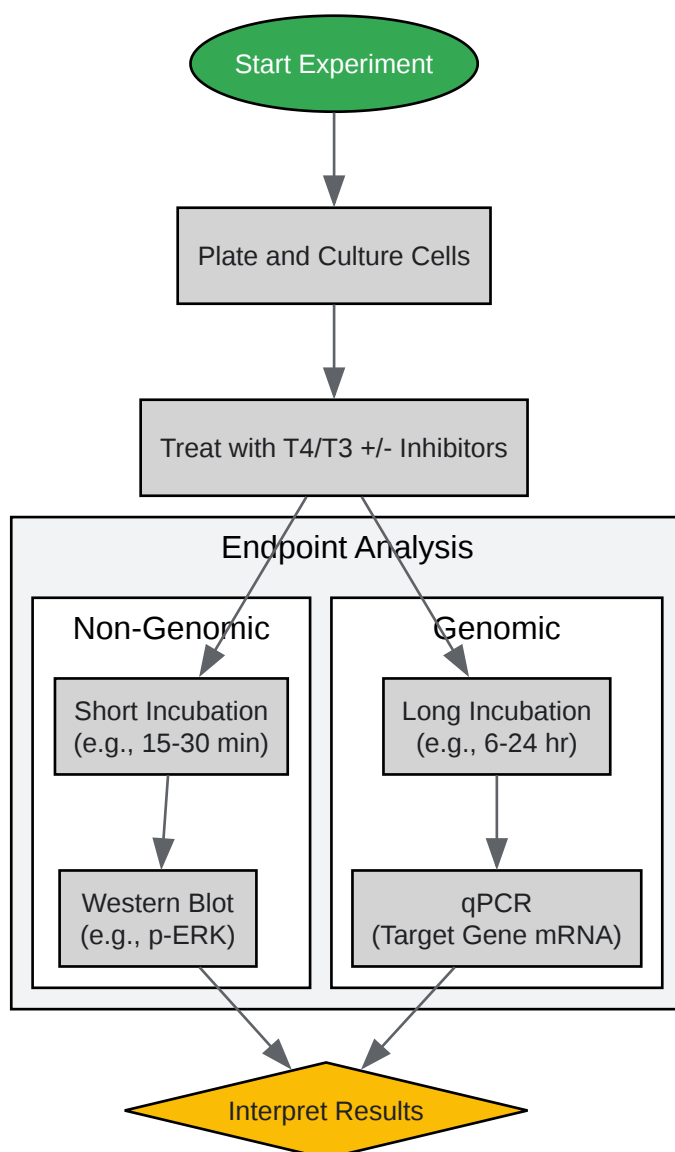 Start Experiment
Plate and Culture Cells
Treat with T4/T3 +/- Inhibitors
Endpoint Analysis
Non-Genomic
Short Incubation
(e.g., 15-30 min)
Western Blot
(e.g., p-ERK)
Genomic
Long Incubation
(e.g., 6-24 hr)
qPCR
(Target Gene mRNA)
Interpret Results